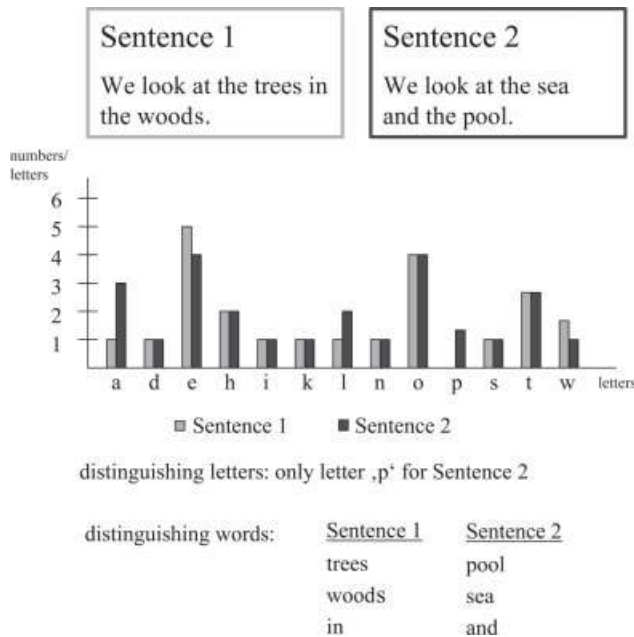 Sentence 1
We look at the trees in
the woods.
Sentence 2
We look at the sea
and the pool.
numbers/
letters
6
5
4
3
2
1
a d e h i k l n o p s t w letters
Sentence 1 Sentence 2
distinguishing letters: only letter ‚p‘ for Sentence 2
distinguishing words: Sentence 1 Sentence 2
trees pool
woods sea
in and